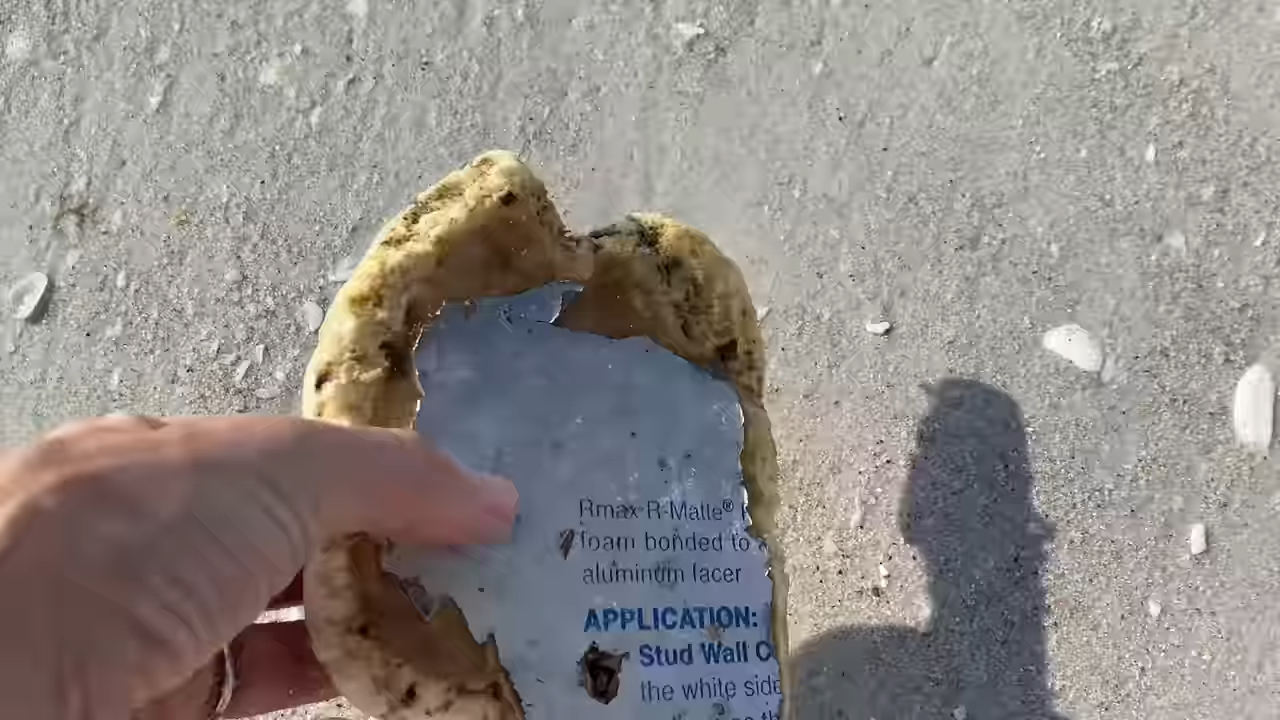 Rmax R-Matte®
foam bonded to
aluminum facer
APPLICATION:
Stud Wall C
the white side